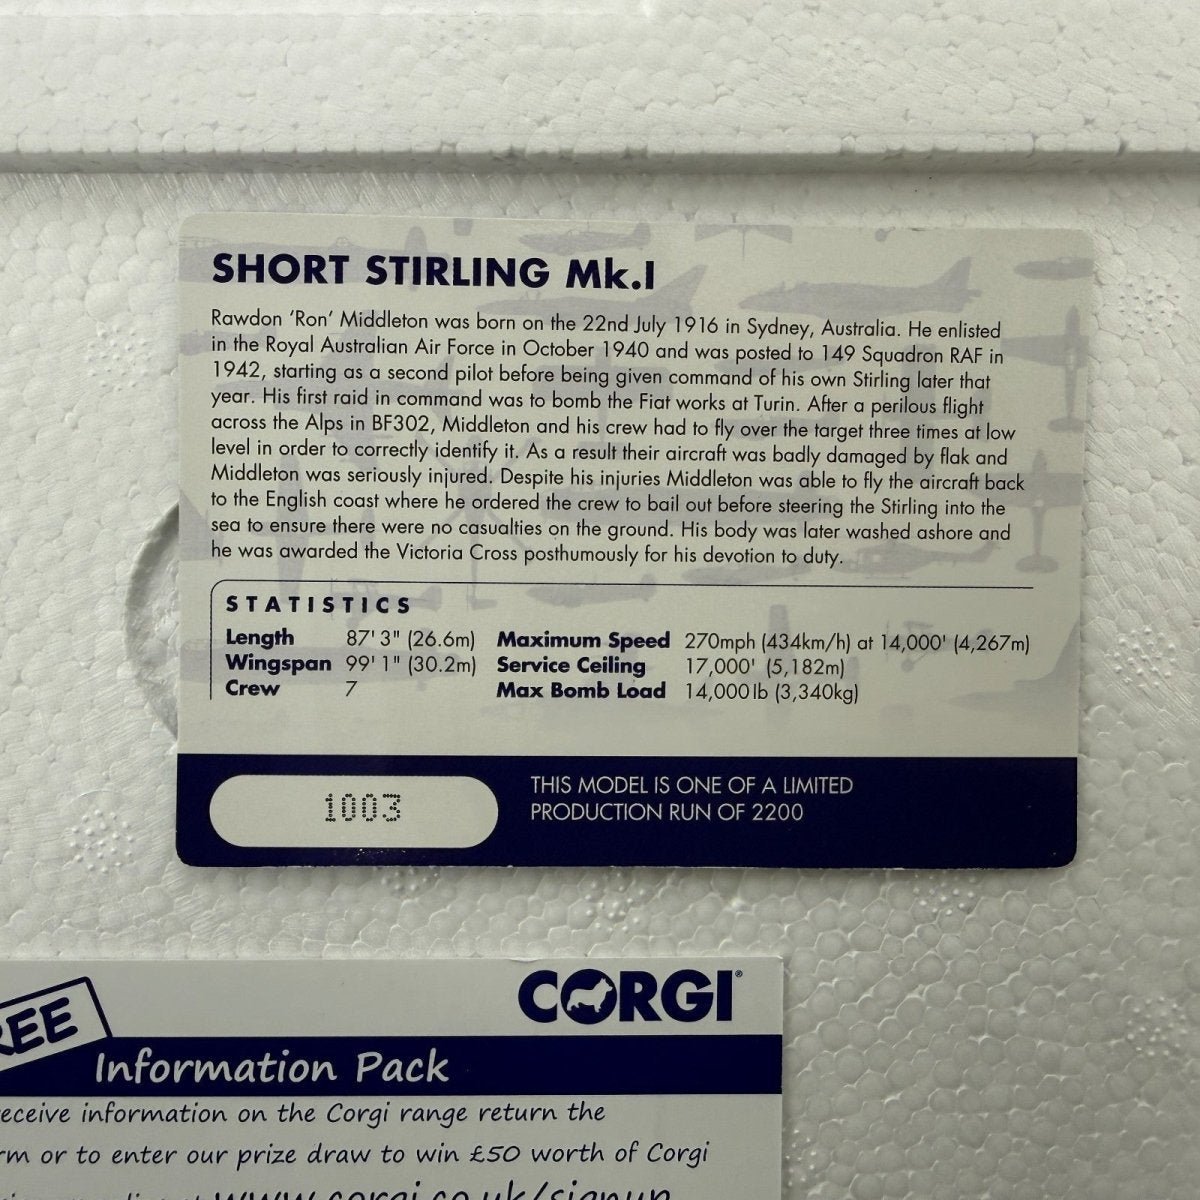 SHORT STIRLING Mk.I
Rawdon ‘Ron’ Middleton was born on the 22nd July 1916 in Sydney, Australia. He enlisted
in the Royal Australian Air Force in October 1940 and was posted to 149 Squadron RAF in
1942, starting as a second pilot before being given command of his own Stirling later that
year. His first raid in command was to bomb the Fiat works at Turin. After a perilous flight
across the Alps in BF302, Middleton and his crew had to fly over the target three times at low
level in order to correctly identify it. As a result their aircraft was badly damaged by flak and
Middleton was seriously injured. Despite his injuries Middleton was able to fly the aircraft back
to the English coast where he ordered the crew to bail out before steering the Stirling into the
sea to ensure there were no casualties on the ground. His body was later washed ashore and
he was awarded the Victoria Cross posthumously for his devotion to duty.
STATISTICS
Length 87' 3" (26.6m) Maximum Speed 270mph (434km/h) at 14,000' (4,267m)
Wingspan 99' 1" (30.2m) Service Ceiling 17,000' (5,182m)
Crew 7 Max Bomb Load 14,000lb (3,340kg)
1003
THIS MODEL IS ONE OF A LIMITED
PRODUCTION RUN OF 2200
CORGI®
REE
Information Pack
eceive information on the Corgi range return the
rm or to enter our prize draw to win £50 worth of Corgi
www.corgi.co.uk/signup